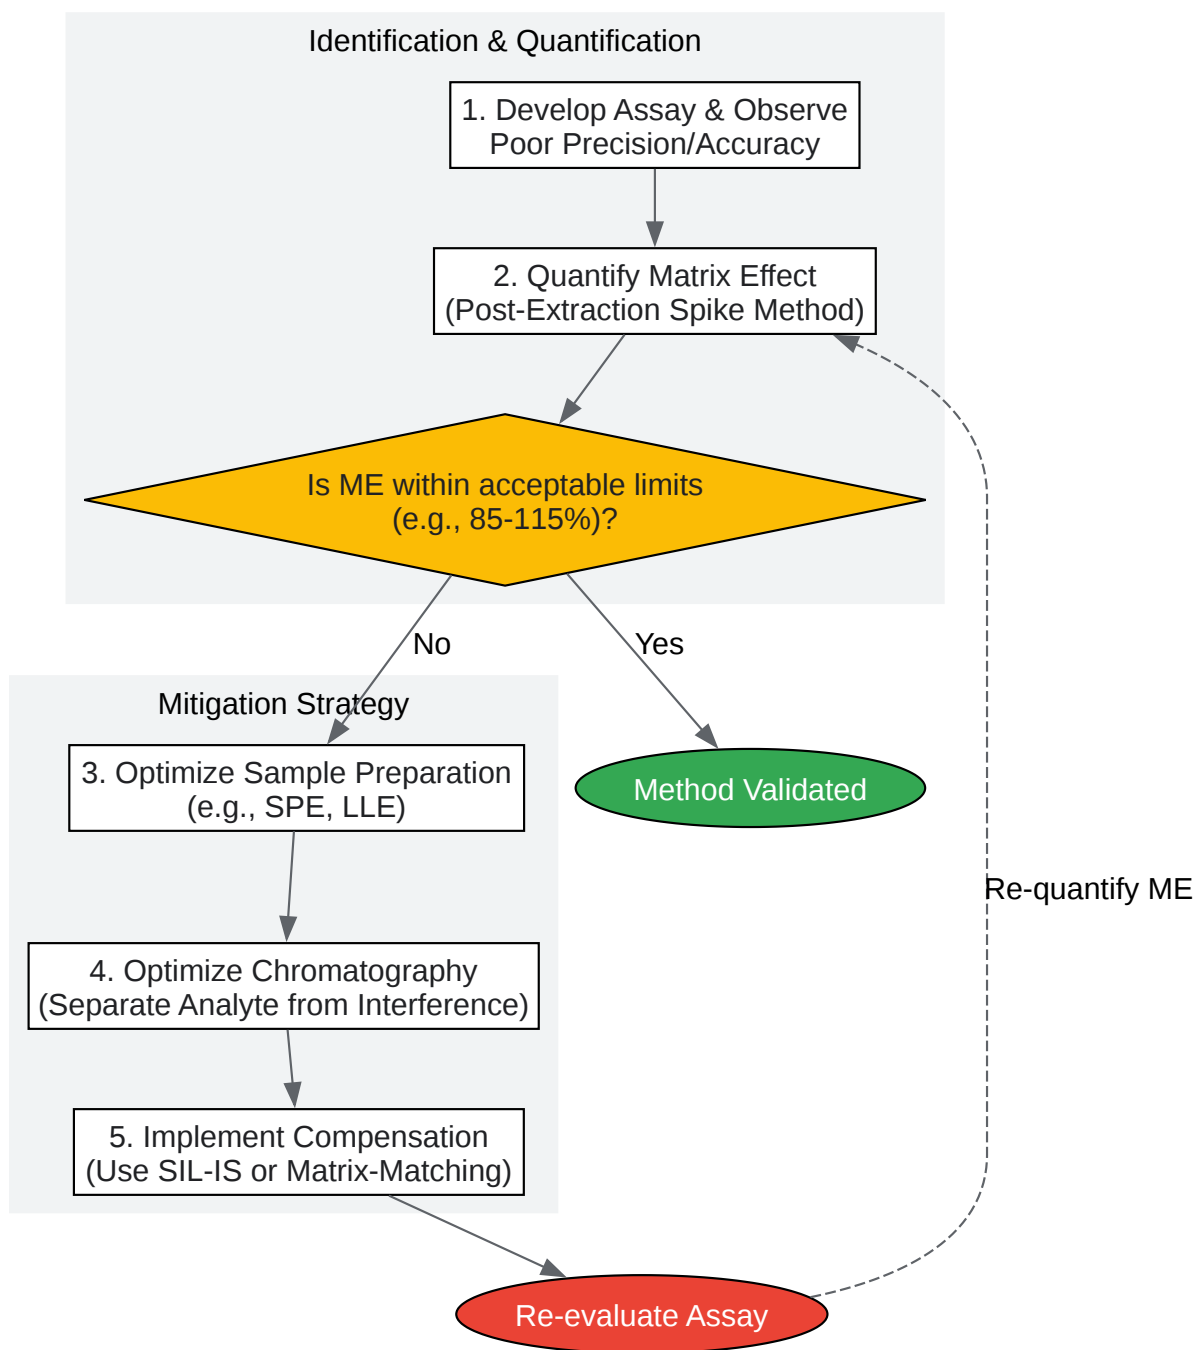 Identification & Quantification
1. Develop Assay & Observe
Poor Precision/Accuracy
2. Quantify Matrix Effect
(Post-Extraction Spike Method)
Is ME within acceptable limits
(e.g., 85-115%)?
No
Yes
Mitigation Strategy
3. Optimize Sample Preparation
(e.g., SPE, LLE)
Method Validated
Re-quantify ME
4. Optimize Chromatography
(Separate Analyte from Interference)
5. Implement Compensation
(Use SIL-IS or Matrix-Matching)
Re-evaluate Assay